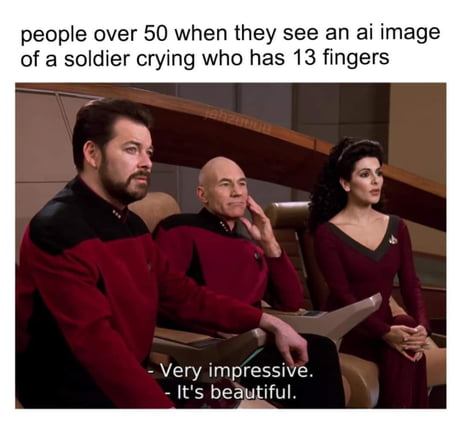 people over 50 when they see an ai image
of a soldier crying who has 13 fingers
- Very impressive.
- It's beautiful.